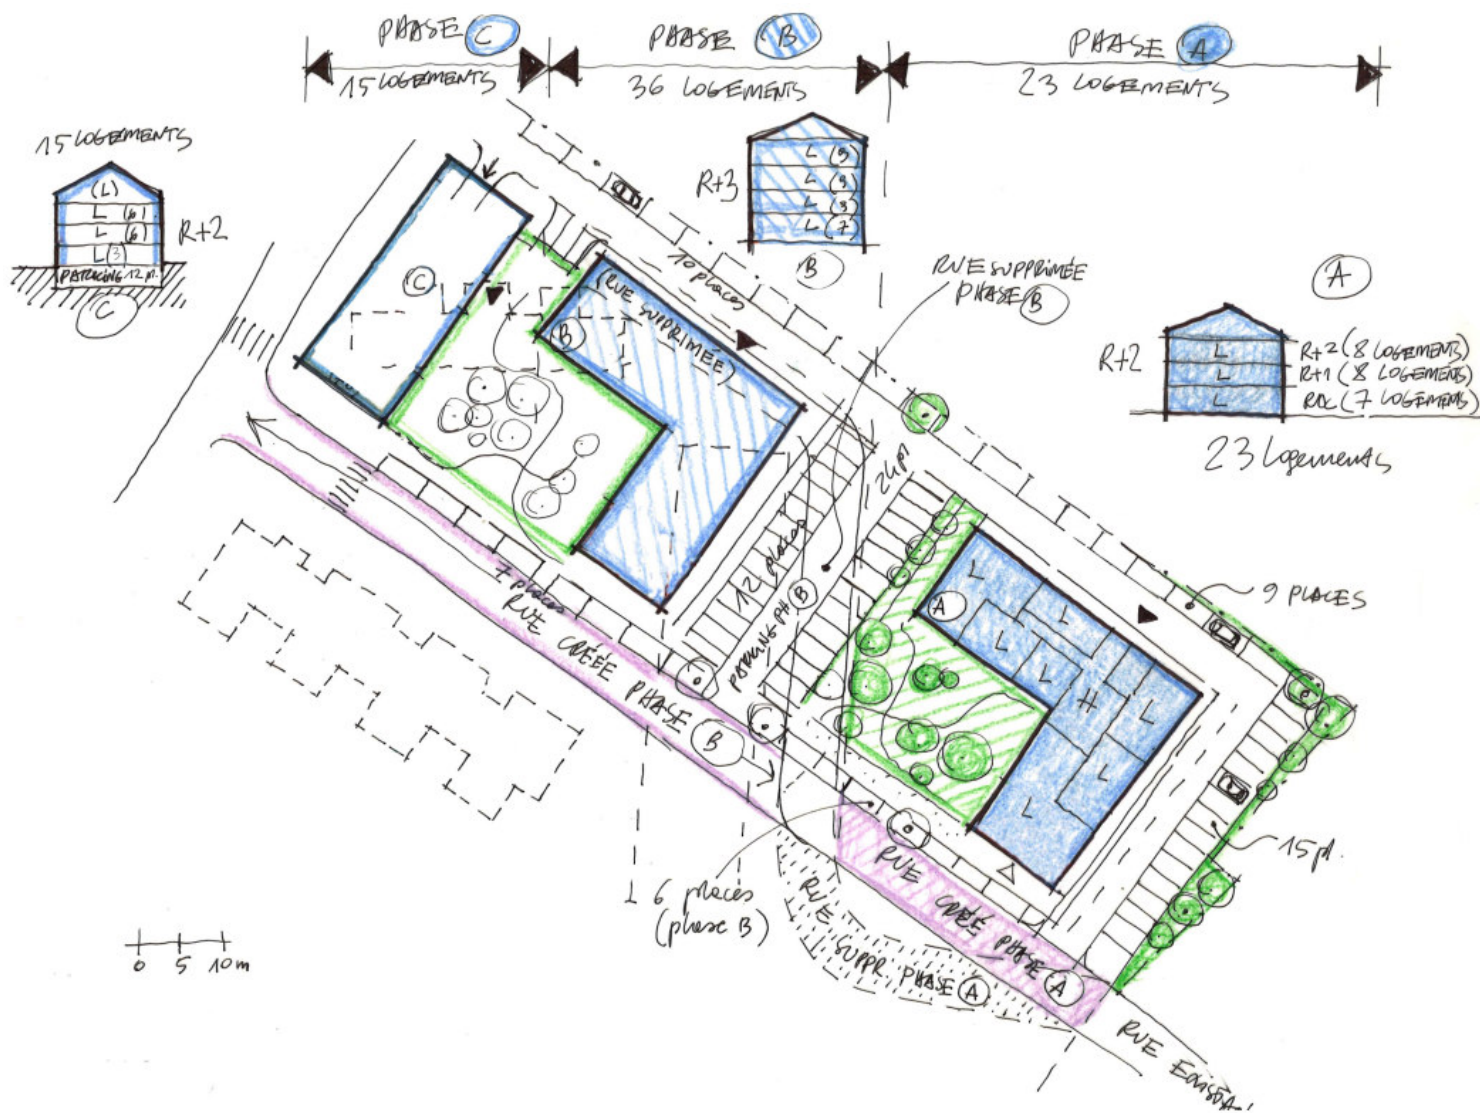 PHASE C
15 LOGEMENTS
PHASE B
36 LOGEMENTS
PHASE A
23 LOGEMENTS
15 LOGEMENTS
(L)
L (6)
L (6)
L (3)
PARKING 12 pl.
R+2
C
R+3
L (9)
L
L
L (7)
B
RUE SUPPRIMÉE
PHASE B
A
R+2
L
L
L
R+2 (8 LOGEMENTS)
R+1 (8 LOGEMENTS)
RDC (7 LOGEMENTS)
23 Logements
C
B
(RUE SUPPRIMÉE)
10 places
24 pl
12 places
PARKING PH. B
7 places
RUE CRÉÉE PHASE B
A
L
L
L
L
L
L
H
L
L
L
9 PLACES
15 pl.
6 places
(phase B)
RUE CRÉÉ PHASE A
RUE SUPPR. PHASE A
RUE
0 5 10m